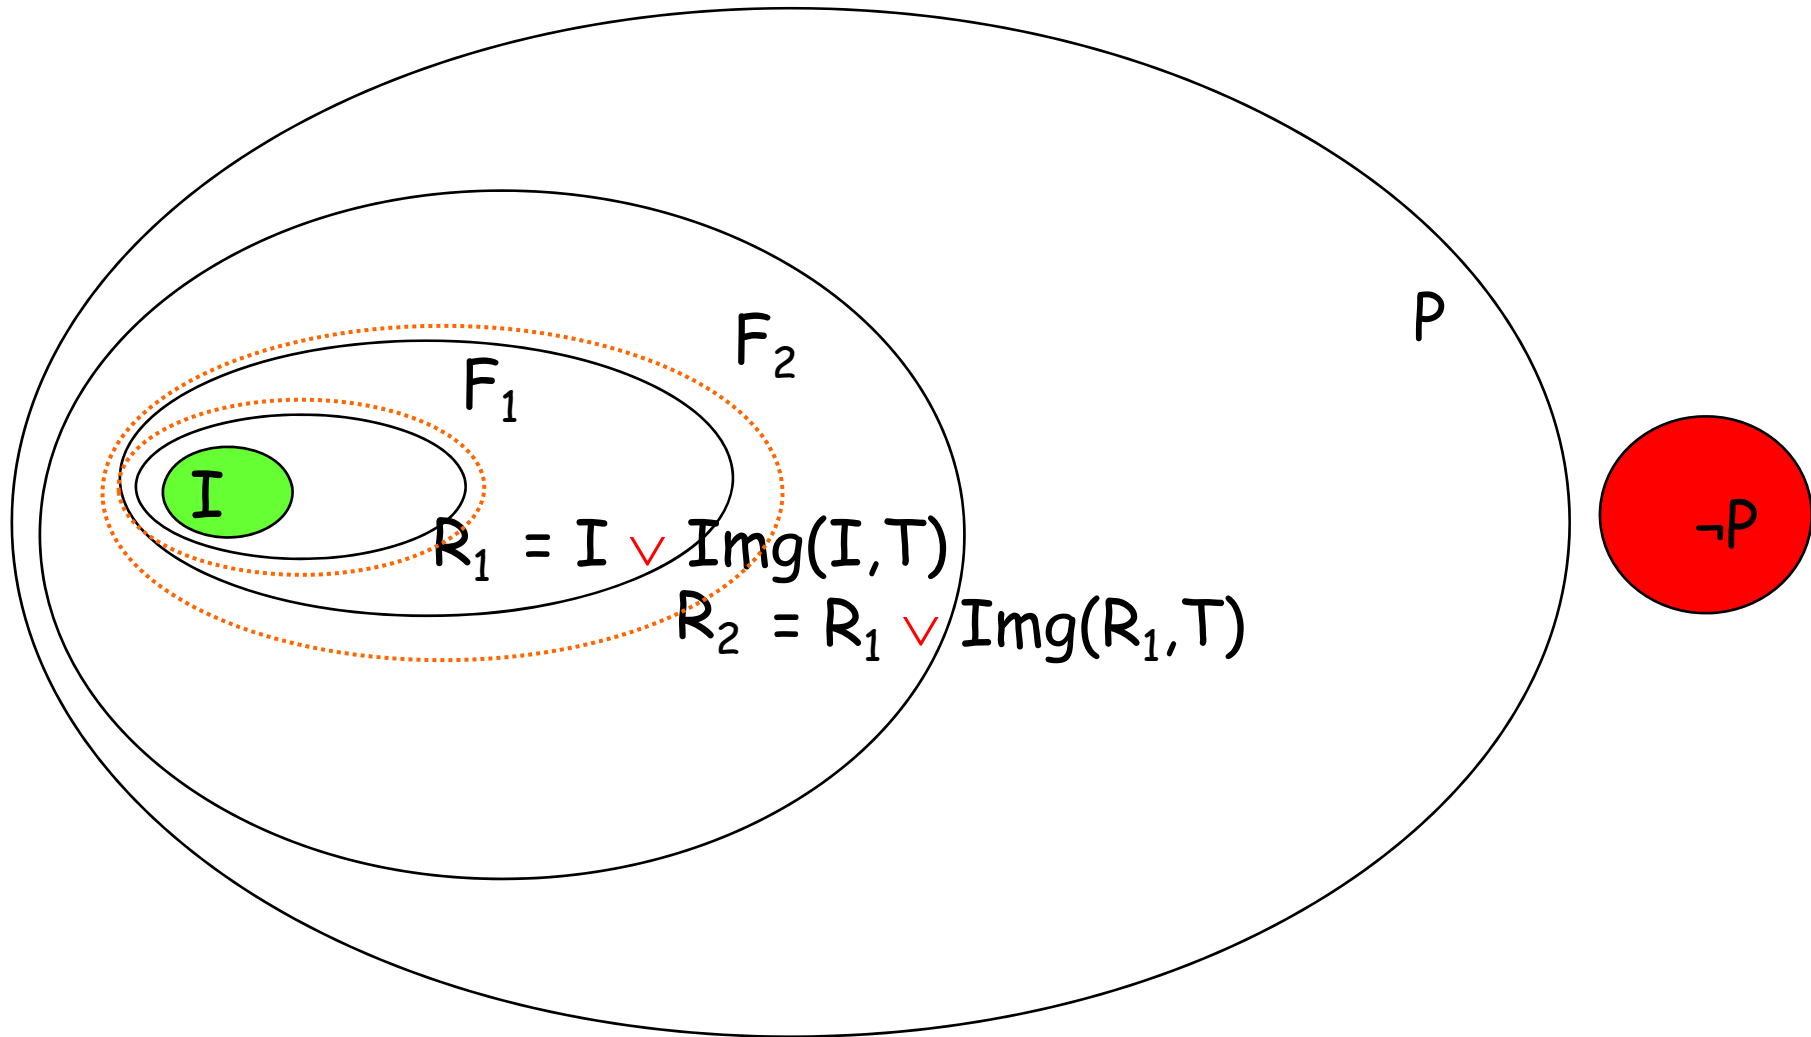 P
F₂
F₁
I
¬P
R₁ = I ∨ Img(I,T)
R₂ = R₁ ∨ Img(R₁,T)